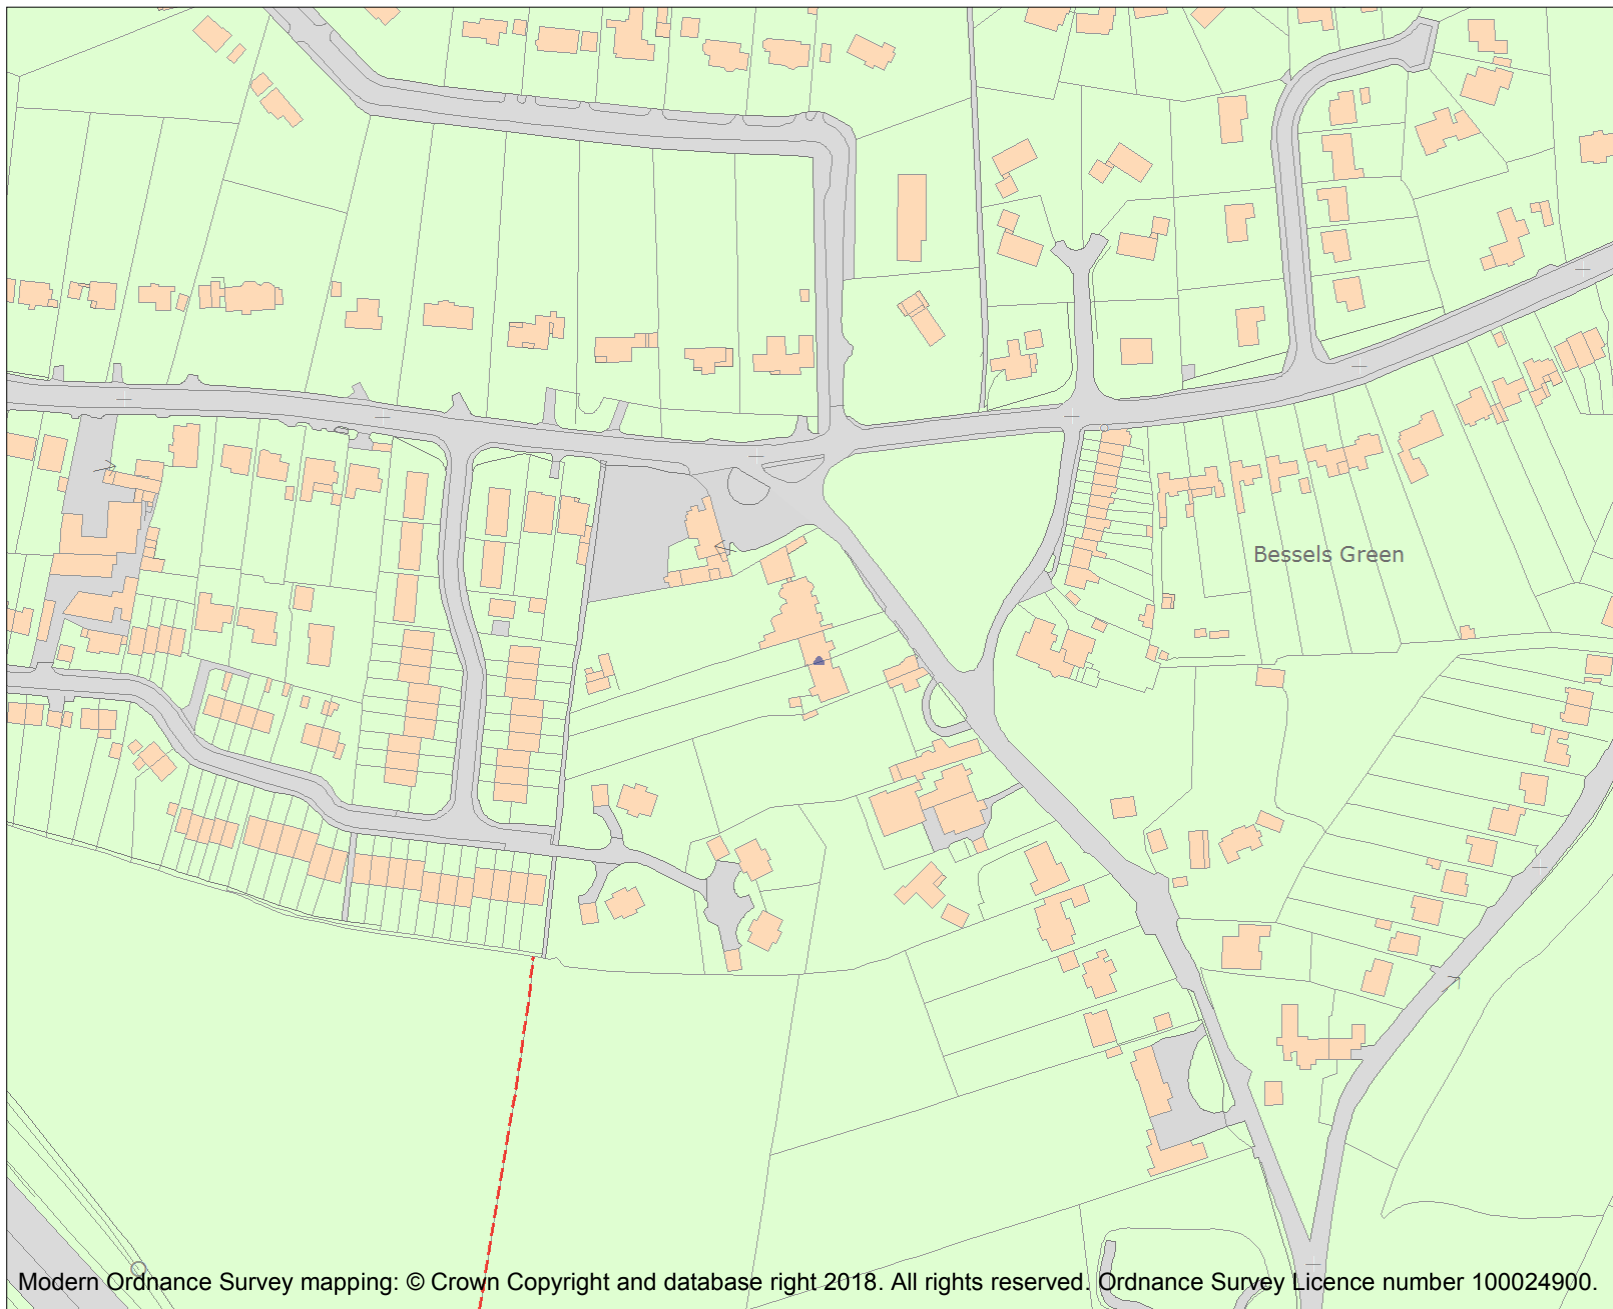 Bessels Green
Modern Ordnance Survey mapping: © Crown Copyright and database right 2018. All rights reserved. Ordnance Survey Licence number 100024900.